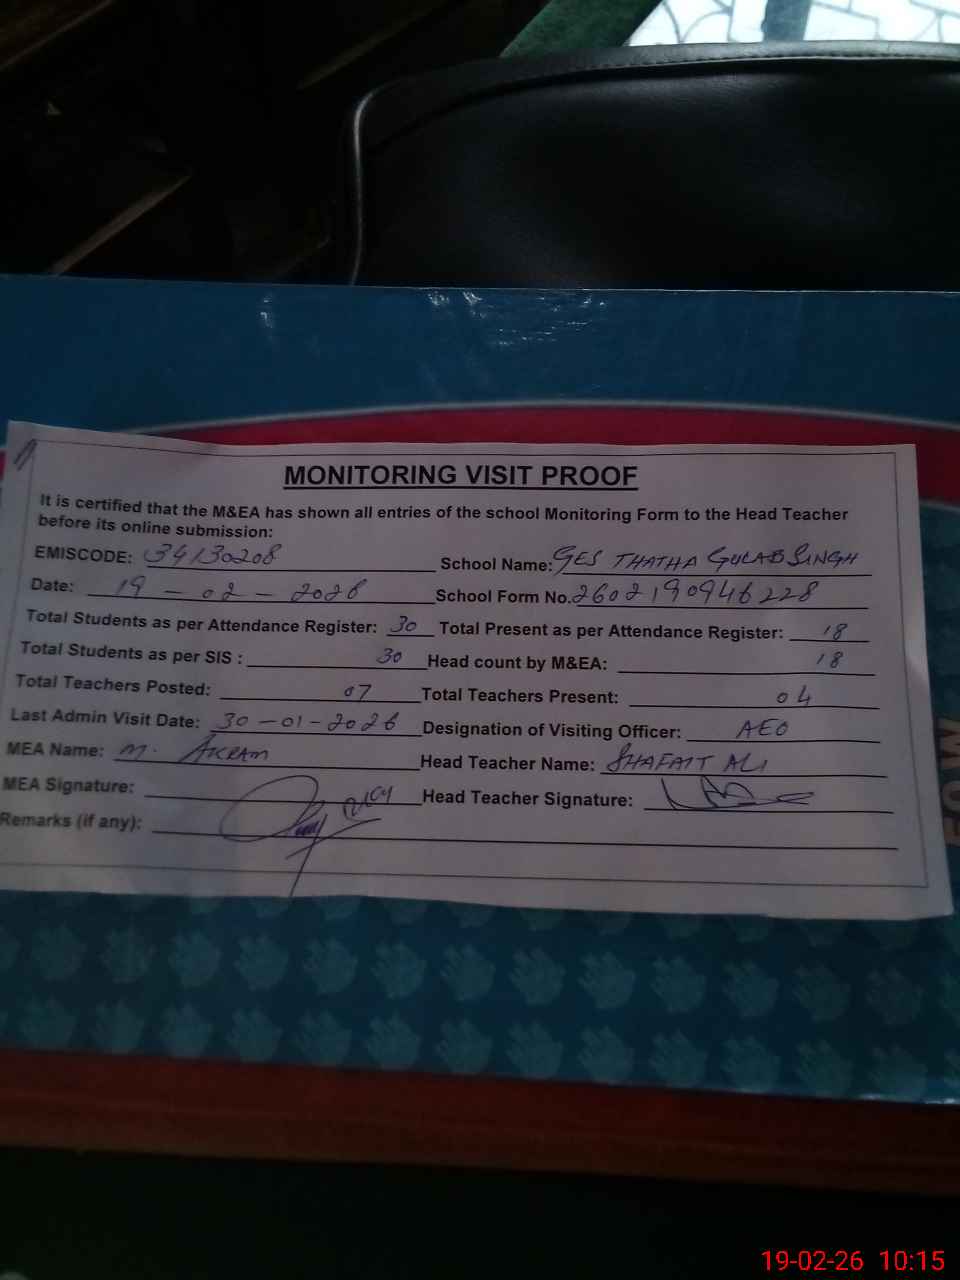 MONITORING VISIT PROOF
It is certified that the M&EA has shown all entries of the school Monitoring Form to the Head Teacher
before its online submission:
EMISCODE: 34130208 School Name: GES THATHA GULAB SINGH
Date: 19 - 02 - 2026 School Form No. 2602190946228
Total Students as per Attendance Register: 30 Total Present as per Attendance Register: 18
Total Students as per SIS : 30 Head count by M&EA: 18
Total Teachers Posted: 07 Total Teachers Present: 04
Last Admin Visit Date: 30-01-2026 Designation of Visiting Officer: AEO
MEA Name: M. AKRAM Head Teacher Name: SHAFAIT ALI
MEA Signature: Head Teacher Signature:
Remarks (if any):
19-02-26 10:15